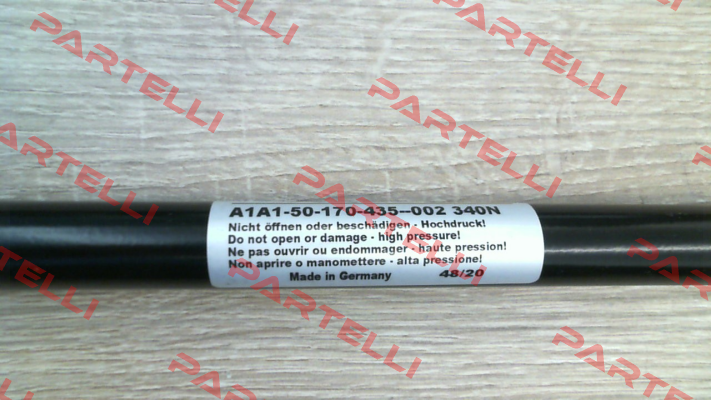 A1A1-50-170-435--002 340N
Nicht öffnen oder beschädigen - Hochdruck!
Do not open or damage - high pressure!
Ne pas ouvrir ou endommager - haute pression!
Non aprire o manomettere - alta pressione!
Made in Germany 48/20
PARTELLI
PARTELLI
PARTELLI
PARTELLI
PARTELLI
PARTELLI
PARTELLI